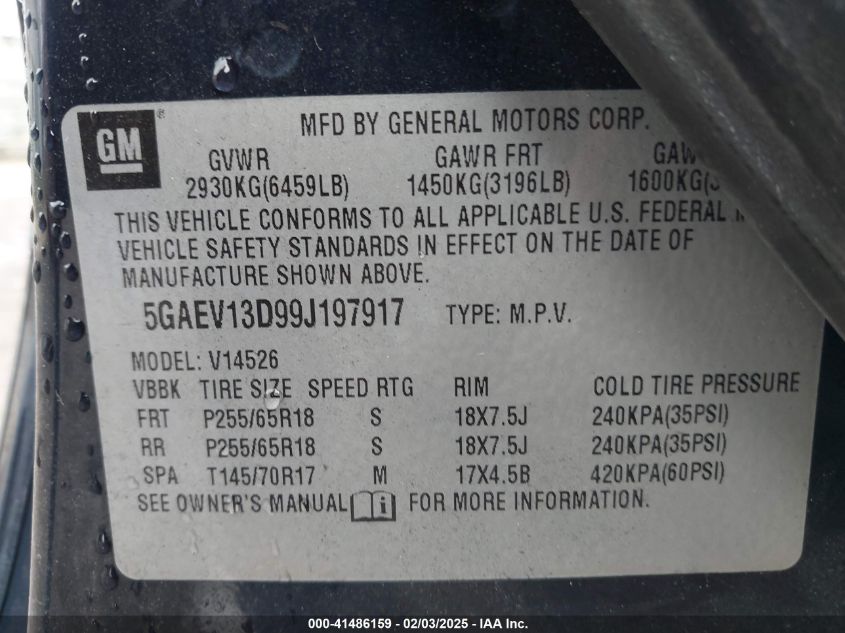 GM
MFD BY GENERAL MOTORS CORP.
GVWR GAWR FRT
2930KG(6459LB) 1450KG(3196LB) 1600KG
THIS VEHICLE CONFORMS TO ALL APPLICABLE U.S. FEDERAL
VEHICLE SAFETY STANDARDS IN EFFECT ON THE DATE OF
MANUFACTURE SHOWN ABOVE.
5GAEV13D99J197917 TYPE: M.P.V.
MODEL: V14526
VBBK TIRE SIZE SPEED RTG RIM COLD TIRE PRESSURE
FRT P255/65R18 S 18X7.5J 240KPA(35PSI)
RR P255/65R18 S 18X7.5J 240KPA(35PSI)
SPA T145/70R17 M 17X4.5B 420KPA(60PSI)
SEE OWNER'S MANUAL i FOR MORE INFORMATION.
000-41486159 - 02/03/2025 - IAA Inc.